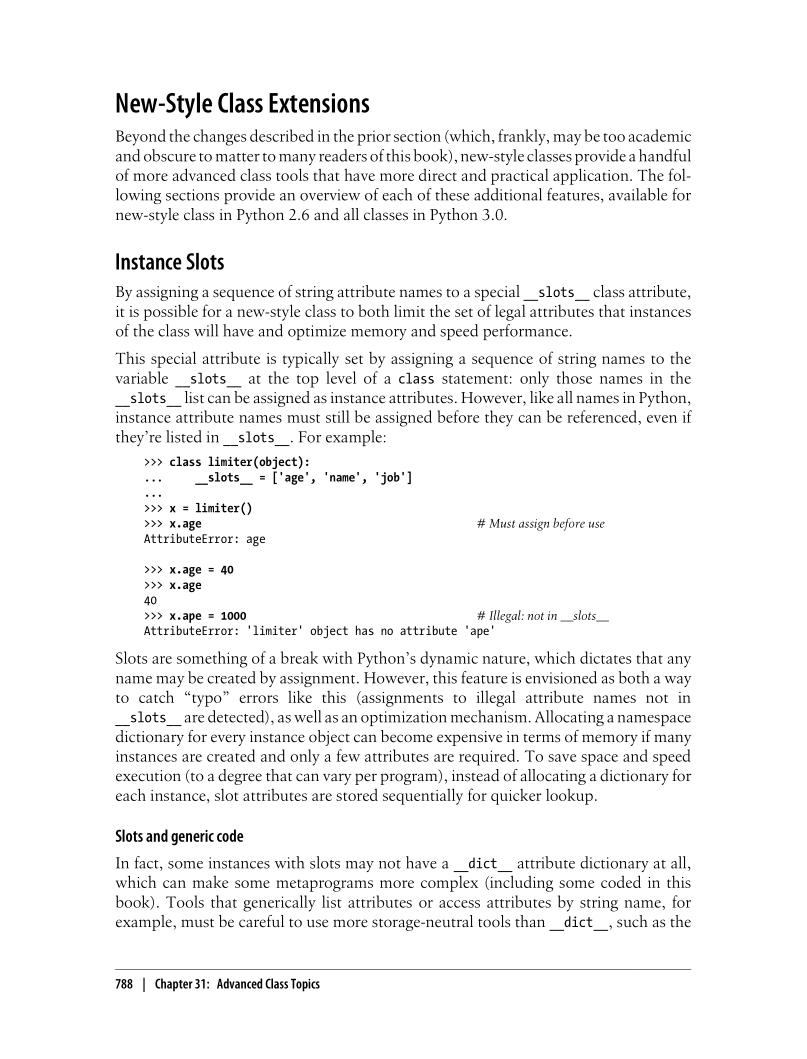 New-Style Class Extensions
Beyond the changes described in the prior section (which, frankly, may be too academic
and obscure to matter to many readers of this book), new-style classes provide a handful
of more advanced class tools that have more direct and practical application. The fol-
lowing sections provide an overview of each of these additional features, available for
new-style class in Python 2.6 and all classes in Python 3.0.
Instance Slots
By assigning a sequence of string attribute names to a special __slots__ class attribute,
it is possible for a new-style class to both limit the set of legal attributes that instances
of the class will have and optimize memory and speed performance.
This special attribute is typically set by assigning a sequence of string names to the
variable __slots__ at the top level of a class statement: only those names in the
__slots__ list can be assigned as instance attributes. However, like all names in Python,
instance attribute names must still be assigned before they can be referenced, even if
they're listed in __slots__. For example:
>>> class limiter(object):
...     __slots__ = ['age', 'name', 'job']
...
>>> x = limiter()
>>> x.age # Must assign before use
AttributeError: age
>>> x.age = 40
>>> x.age
40
>>> x.ape = 1000 # Illegal: not in __slots__
AttributeError: 'limiter' object has no attribute 'ape'
Slots are something of a break with Python's dynamic nature, which dictates that any
name may be created by assignment. However, this feature is envisioned as both a way
to catch "typo" errors like this (assignments to illegal attribute names not in
__slots__ are detected), as well as an optimization mechanism. Allocating a namespace
dictionary for every instance object can become expensive in terms of memory if many
instances are created and only a few attributes are required. To save space and speed
execution (to a degree that can vary per program), instead of allocating a dictionary for
each instance, slot attributes are stored sequentially for quicker lookup.
Slots and generic code
In fact, some instances with slots may not have a __dict__ attribute dictionary at all,
which can make some metaprograms more complex (including some coded in this
book). Tools that generically list attributes or access attributes by string name, for
example, must be careful to use more storage-neutral tools than __dict__, such as the
788 | Chapter 31: Advanced Class Topics